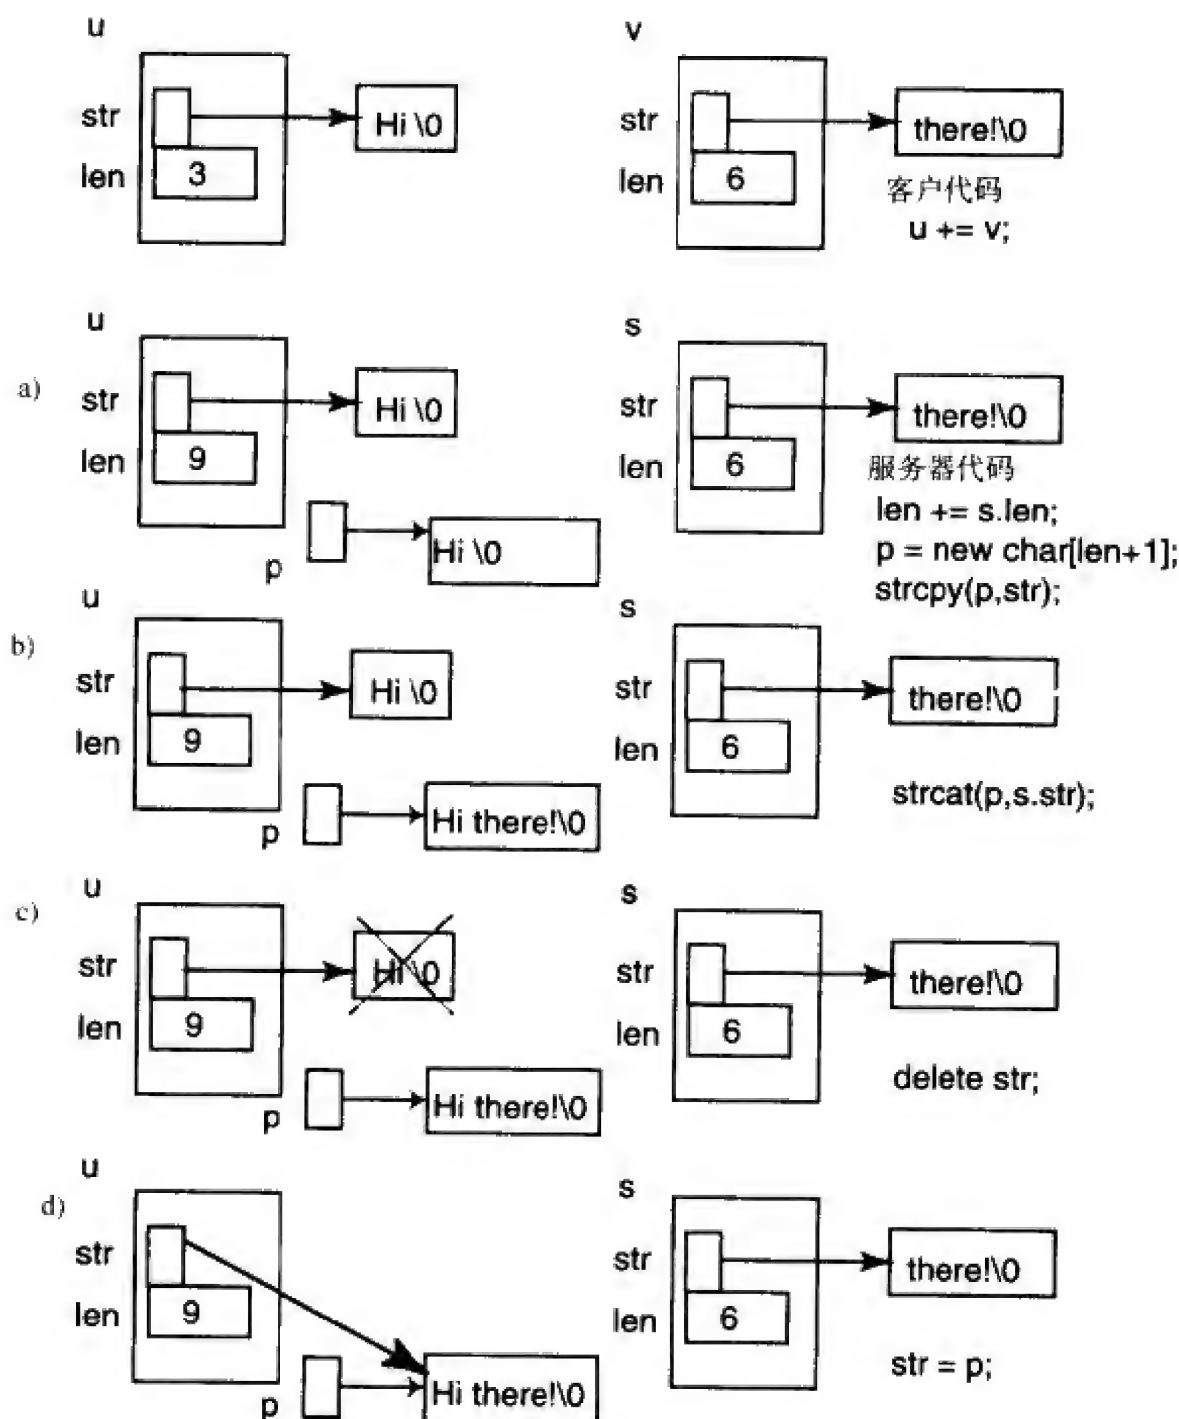 u
v
str
Hi \0
str
there!\0
len
3
len
6
客户代码
u += v;
u
s
a)
str
Hi \0
str
there!\0
len
9
len
6
服务器代码
len += s.len;
p
Hi \0
p = new char[len+1];
strcpy(p,str);
u
s
b)
str
Hi \0
str
there!\0
len
9
len
6
p
Hi there!\0
strcat(p,s.str);
u
s
c)
str
Hi \0
str
there!\0
len
9
len
6
p
Hi there!\0
delete str;
u
s
d)
str
str
there!\0
len
9
len
6
p
Hi there!\0
str = p;